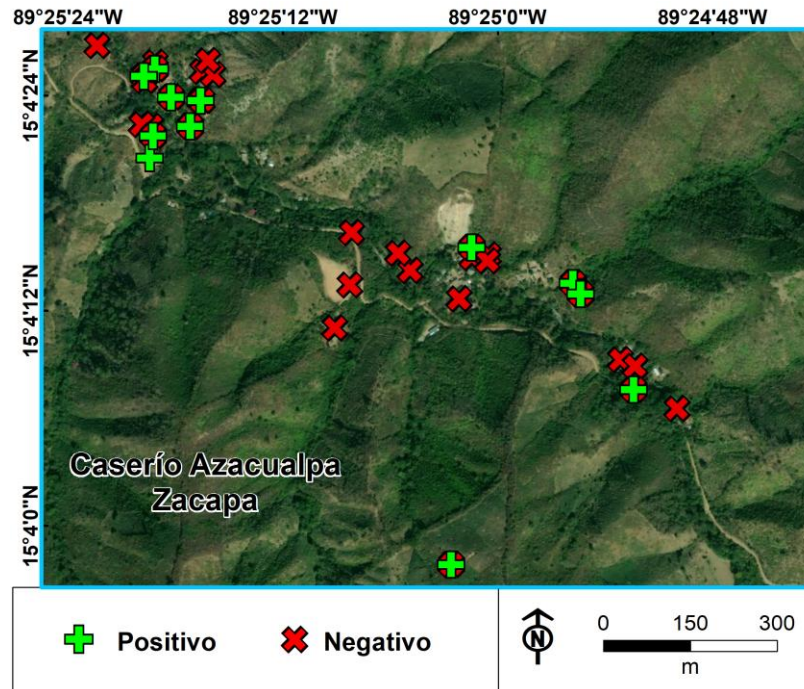 89°25'24"W 89°25'12"W 89°25'0"W 89°24'48"W
15°4'24"N
15°4'12"N
15°4'0"N
Caserío Azacualpa
Zacapa
Positivo Negativo
N
0 150 300
m